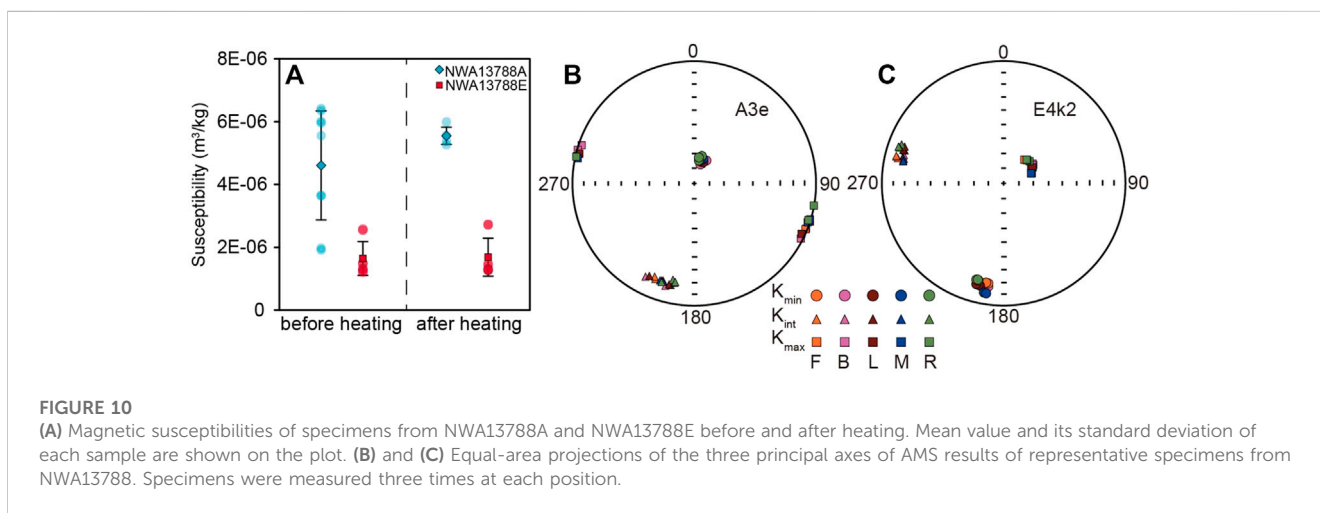 A
8E-06
6E-06
4E-06
2E-06
0
Susceptibility (m³/kg)
NWA13788A
NWA13788E
before heating
after heating
B
0
A3e
270
90
180
C
0
E4k2
270
90
180
Kmin
Kint
Kmax
F B L M R
FIGURE 10
(A) Magnetic susceptibilities of specimens from NWA13788A and NWA13788E before and after heating. Mean value and its standard deviation of
each sample are shown on the plot. (B) and (C) Equal-area projections of the three principal axes of AMS results of representative specimens from
NWA13788. Specimens were measured three times at each position.